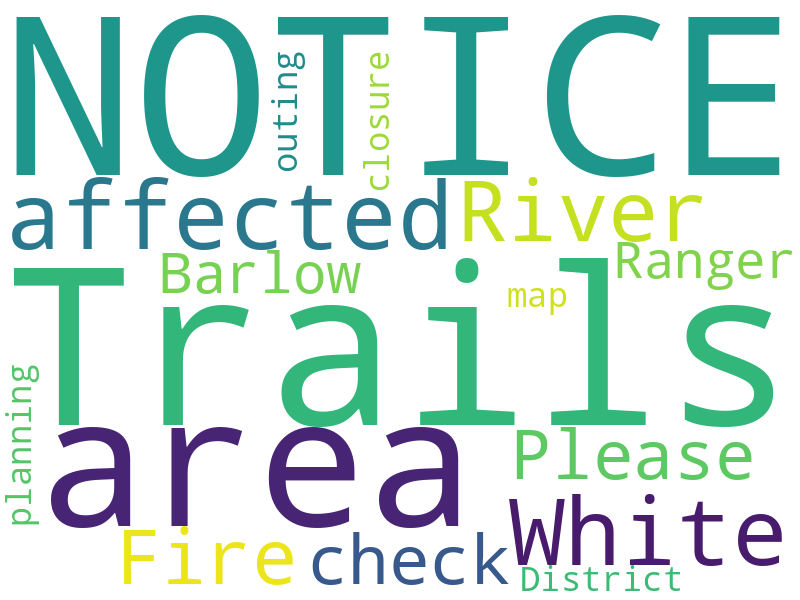 NOTICE
outing
closure
affected
River
Barlow
Ranger
Trails
map
planning
area
Please
White
Fire
check
District